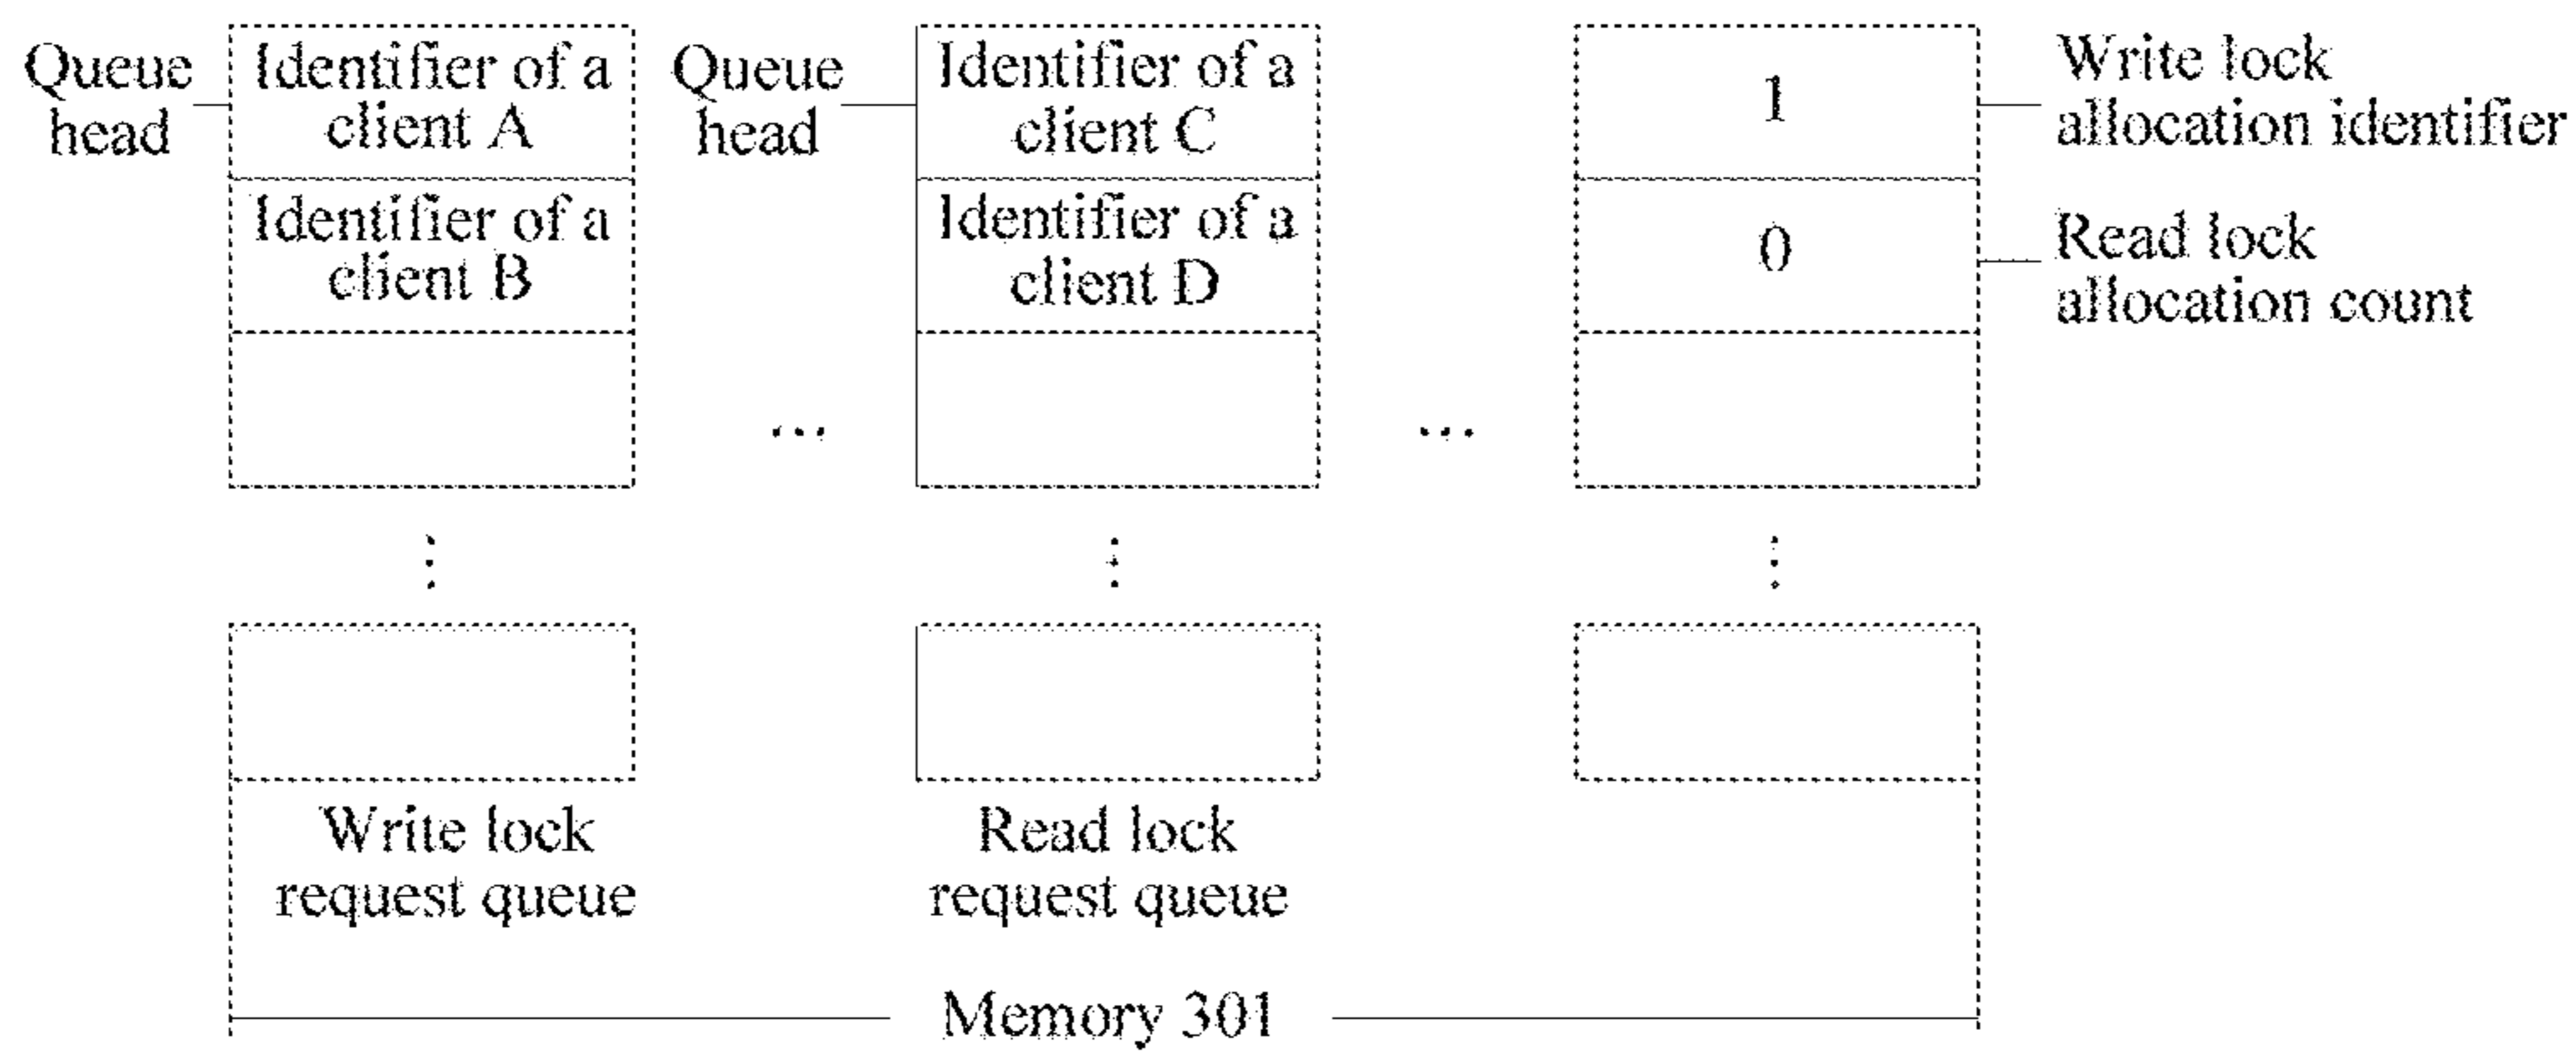 Queue
head
Identifier of a
client A
Identifier of a
client B
Queue
head
Identifier of a
client C
Identifier of a
client D
1
0
Write lock
allocation identifier
Read lock
allocation count
...
...
Write lock
request queue
Read lock
request queue
Memory 301